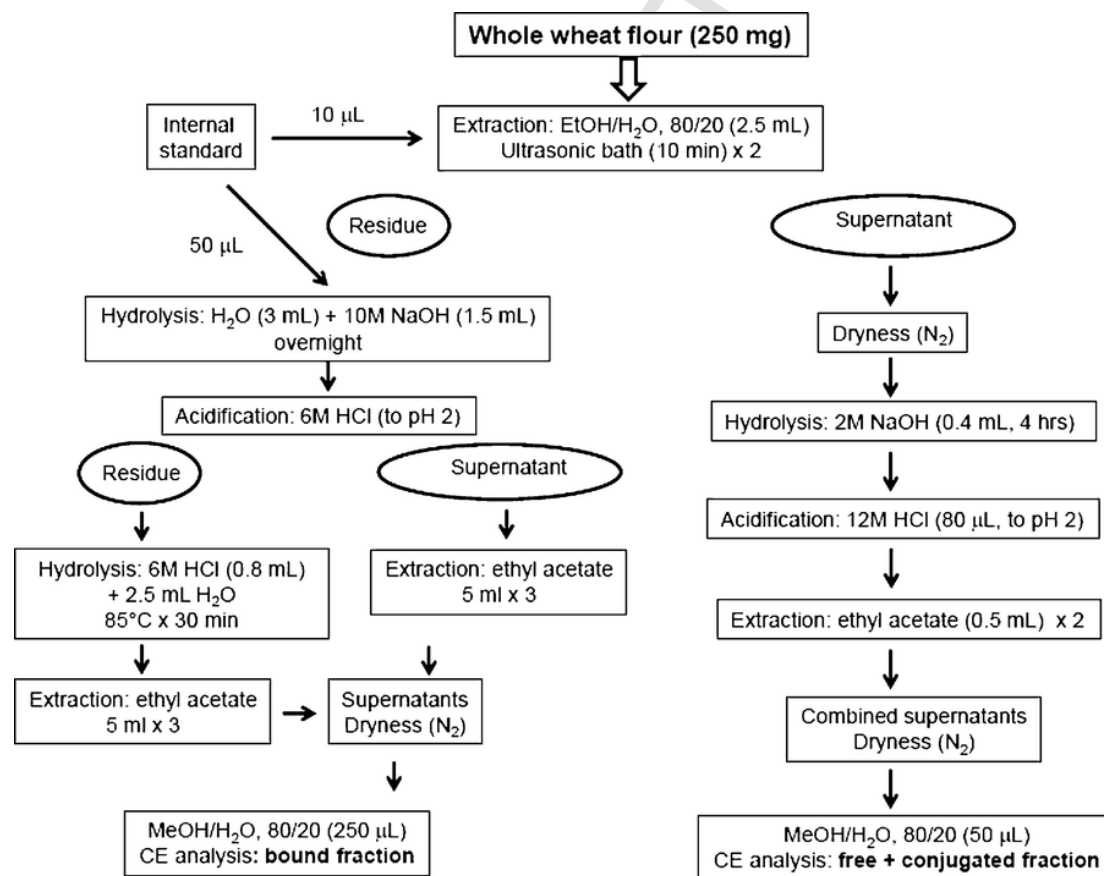 Whole wheat flour (250 mg)
10 μL
Internal
standard
Extraction: EtOH/H₂O, 80/20 (2.5 mL)
Ultrasonic bath (10 min) x 2
Residue
Supernatant
50 μL
Hydrolysis: H₂O (3 mL) + 10M NaOH (1.5 mL)
overnight
Dryness (N₂)
Acidification: 6M HCl (to pH 2)
Hydrolysis: 2M NaOH (0.4 mL, 4 hrs)
Residue
Supernatant
Acidification: 12M HCl (80 μL, to pH 2)
Hydrolysis: 6M HCl (0.8 mL)
+ 2.5 mL H₂O
85°C x 30 min
Extraction: ethyl acetate
5 ml x 3
Extraction: ethyl acetate (0.5 mL) x 2
Extraction: ethyl acetate
5 ml x 3
Supernatants
Dryness (N₂)
Combined supernatants
Dryness (N₂)
MeOH/H₂O, 80/20 (250 μL)
CE analysis: bound fraction
MeOH/H₂O, 80/20 (50 μL)
CE analysis: free + conjugated fraction